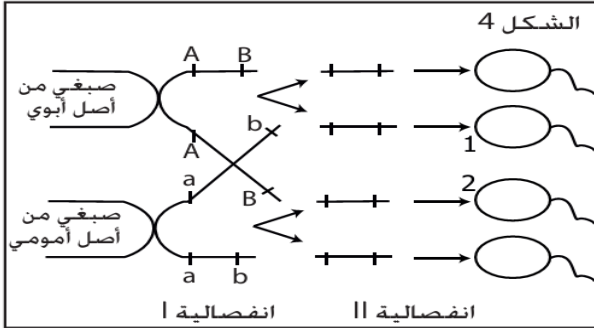 الشكل 4
صبغي من
أصل أبوي
A B
b
1
A
a
2
B
صبغي من
أصل أمومي
a b
انفصالية I
انفصالية II